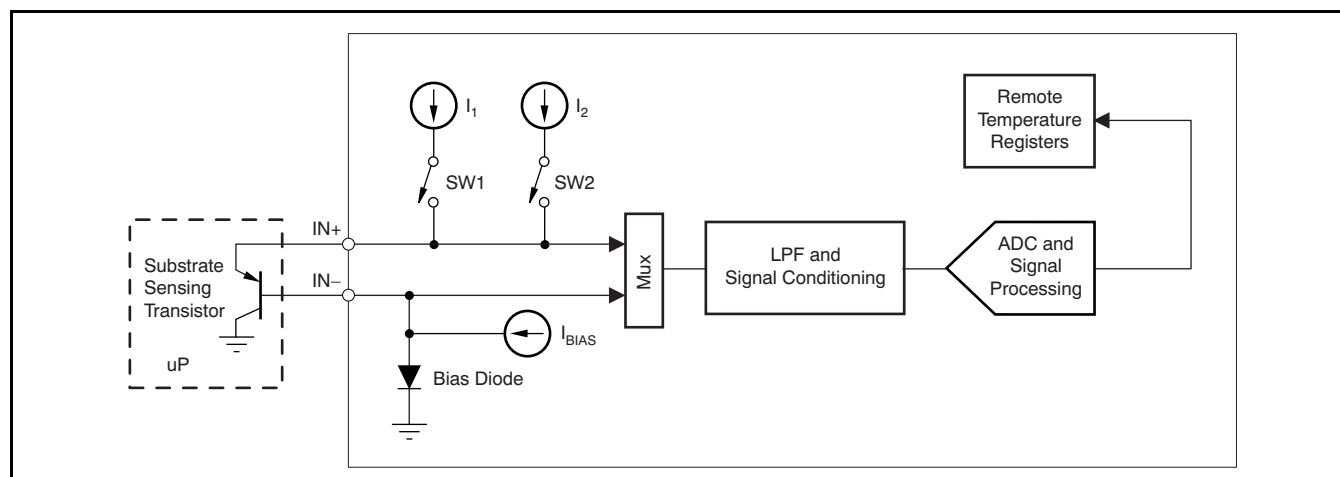 I1
I2
Remote
Temperature
Registers
SW1
SW2
IN+
Substrate
Sensing
Transistor
IN−
uP
Mux
LPF and
Signal Conditioning
ADC and
Signal
Processing
IBIAS
Bias Diode